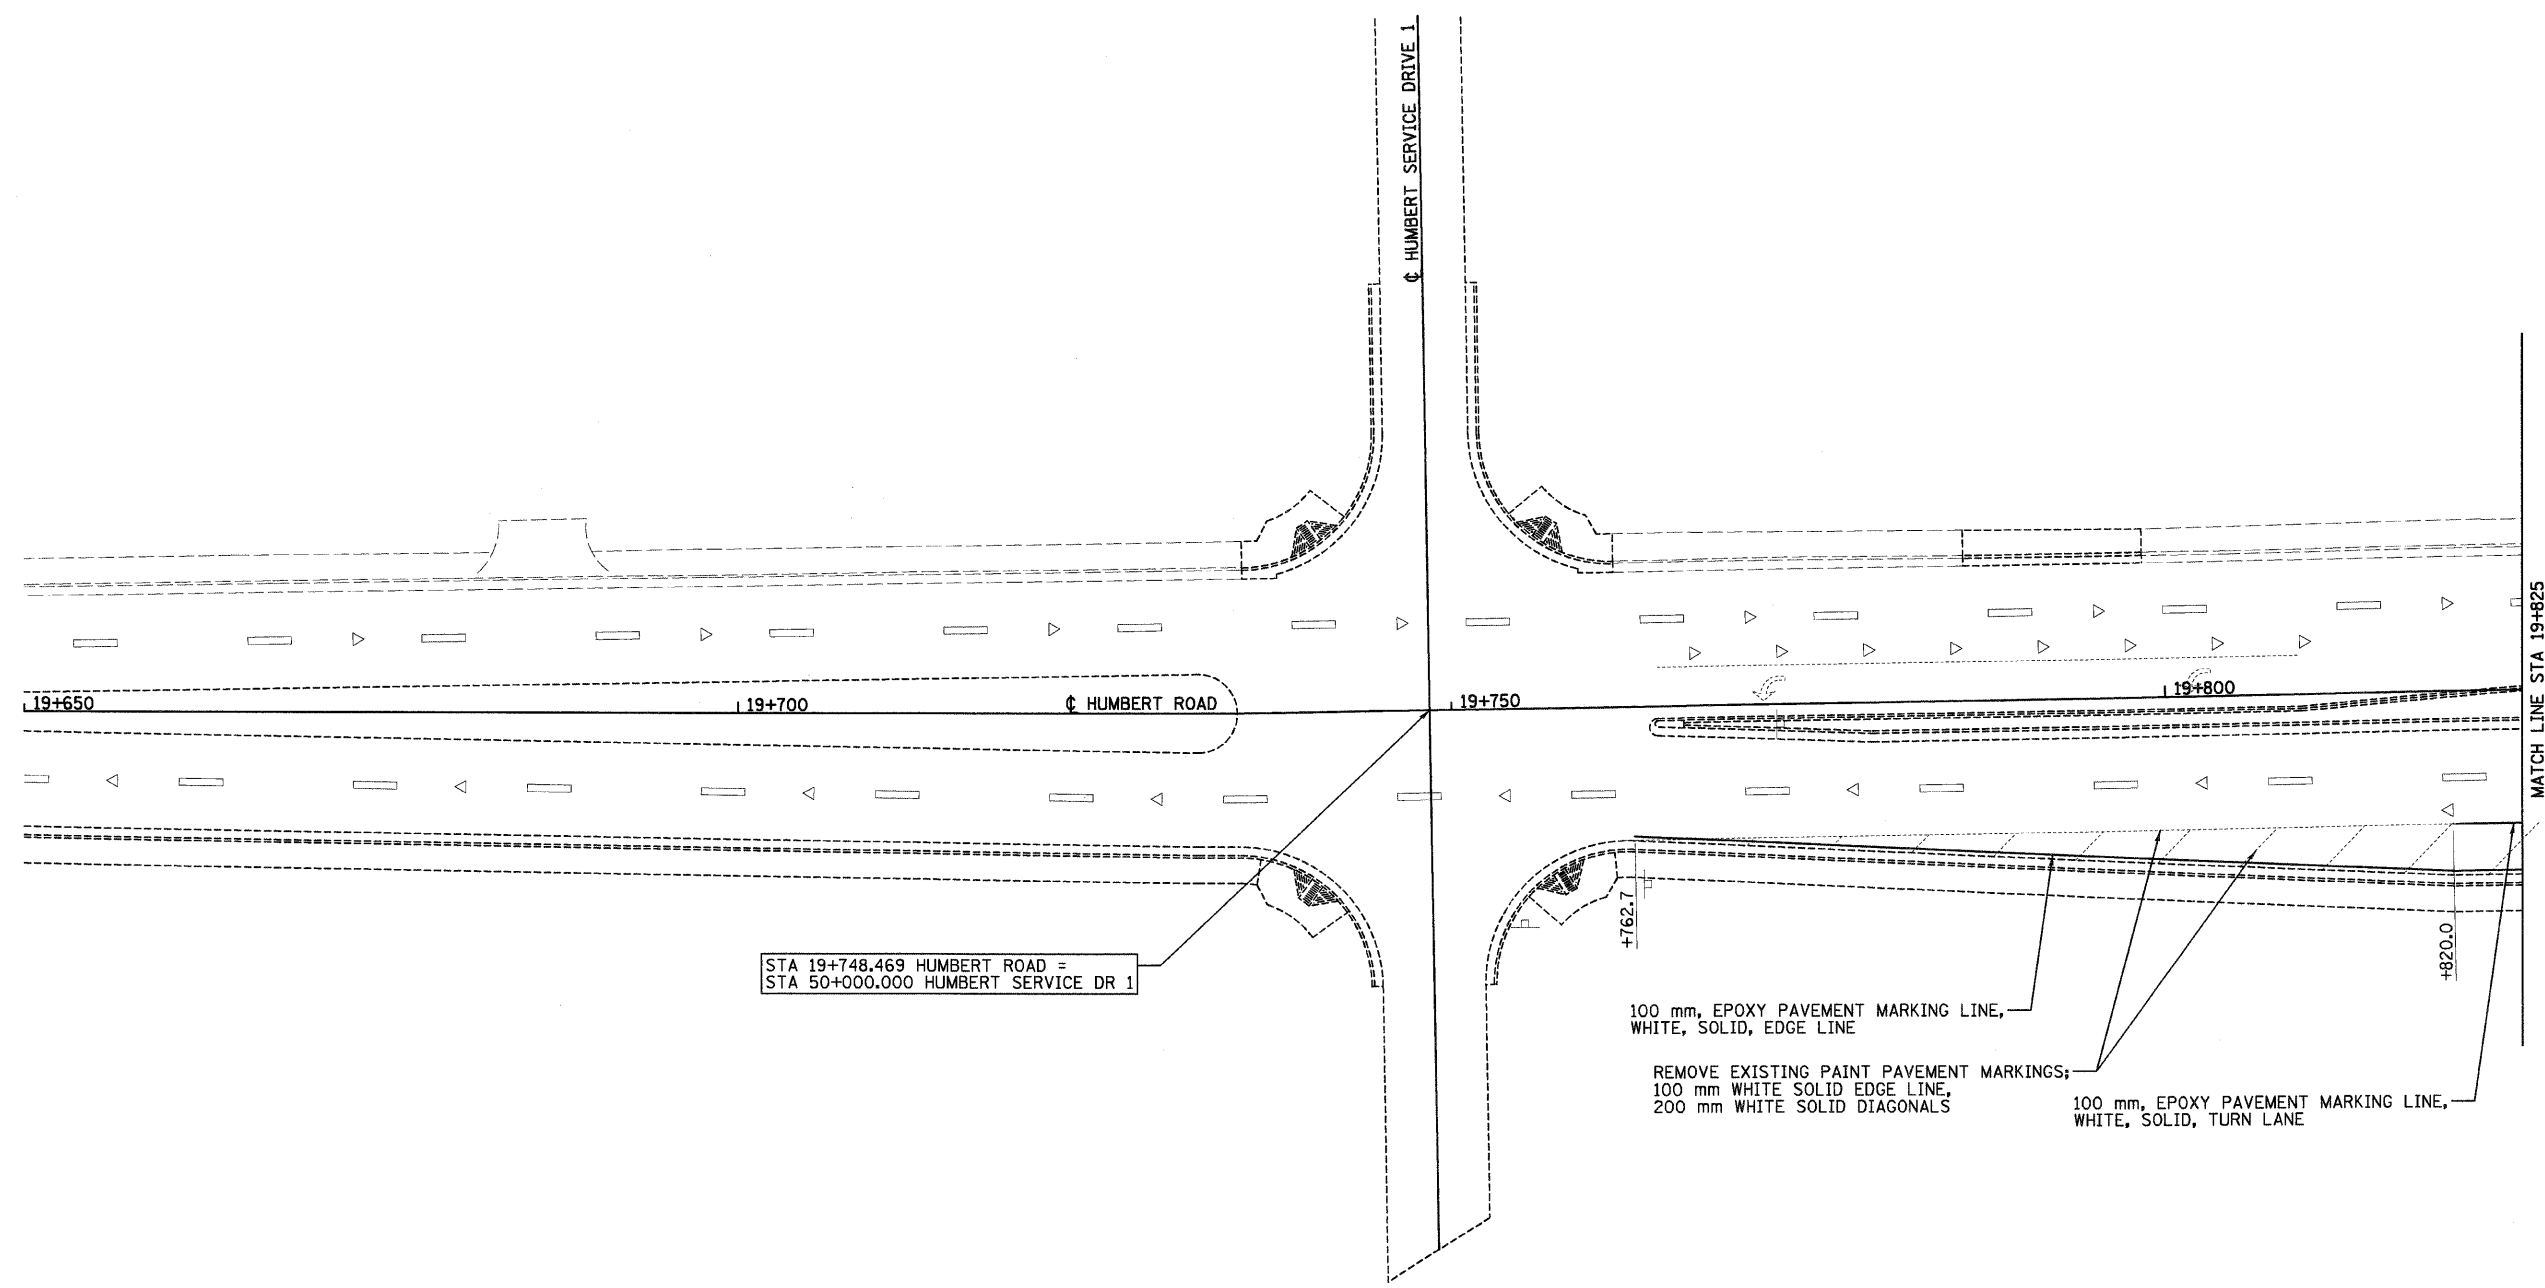 ℄ HUMBERT SERVICE DRIVE 1
19+650
19+700
℄ HUMBERT ROAD
19+750
19+800
MATCH LINE STA 19+825
STA 19+748.469 HUMBERT ROAD =
STA 50+000.000 HUMBERT SERVICE DR 1
+762.7
+820.0
100 mm, EPOXY PAVEMENT MARKING LINE,
WHITE, SOLID, EDGE LINE
REMOVE EXISTING PAINT PAVEMENT MARKINGS;
100 mm WHITE SOLID EDGE LINE,
200 mm WHITE SOLID DIAGONALS
100 mm, EPOXY PAVEMENT MARKING LINE,
WHITE, SOLID, TURN LANE